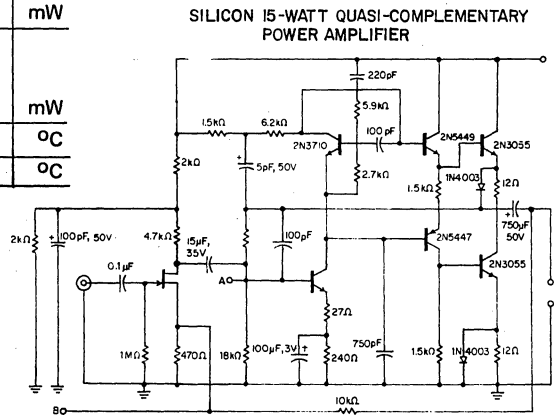 mW
mW
°C
°C
SILICON 15-WATT QUASI-COMPLEMENTARY
POWER AMPLIFIER
220pF
5.9kΩ
1.5kΩ
6.2kΩ
2N3710
100pF
2N5449
2N3055
2kΩ
5pF, 50V
2.7kΩ
1N4003
12Ω
1.5kΩ
2kΩ
100pF, 50V
4.7kΩ
15μF,
35V
100pF
2N5447
750μF
50V
0.1μF
A
2N3055
27Ω
1MΩ
470Ω
18kΩ
100μF, 3V
240Ω
750pF
1.5kΩ
1N4003
12Ω
B
10kΩ